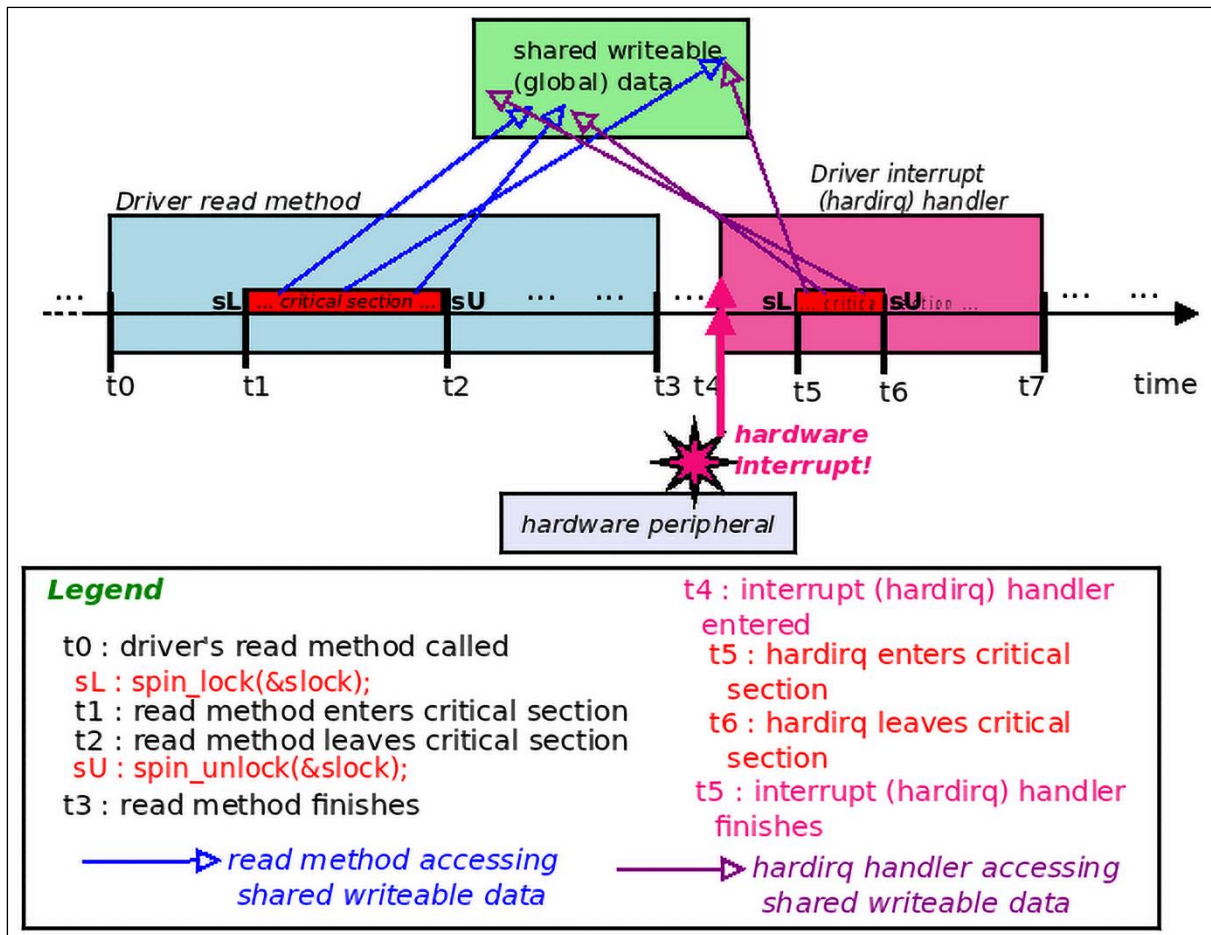 shared writeable
(global) data
Driver read method
Driver interrupt
(hardirq) handler
...
sL
... critical section ...
sU
...
...
...
sL
... critica
sU
ction ...
...
...
t0
t1
t2
t3
t4
t5
t6
t7
time
hardware
interrupt!
hardware peripheral
Legend
t0 : driver's read method called
sL : spin_lock(&slock);
t1 : read method enters critical section
t2 : read method leaves critical section
sU : spin_unlock(&slock);
t3 : read method finishes
read method accessing
shared writeable data
t4 : interrupt (hardirq) handler
entered
t5 : hardirq enters critical
section
t6 : hardirq leaves critical
section
t5 : interrupt (hardirq) handler
finishes
hardirq handler accessing
shared writeable data